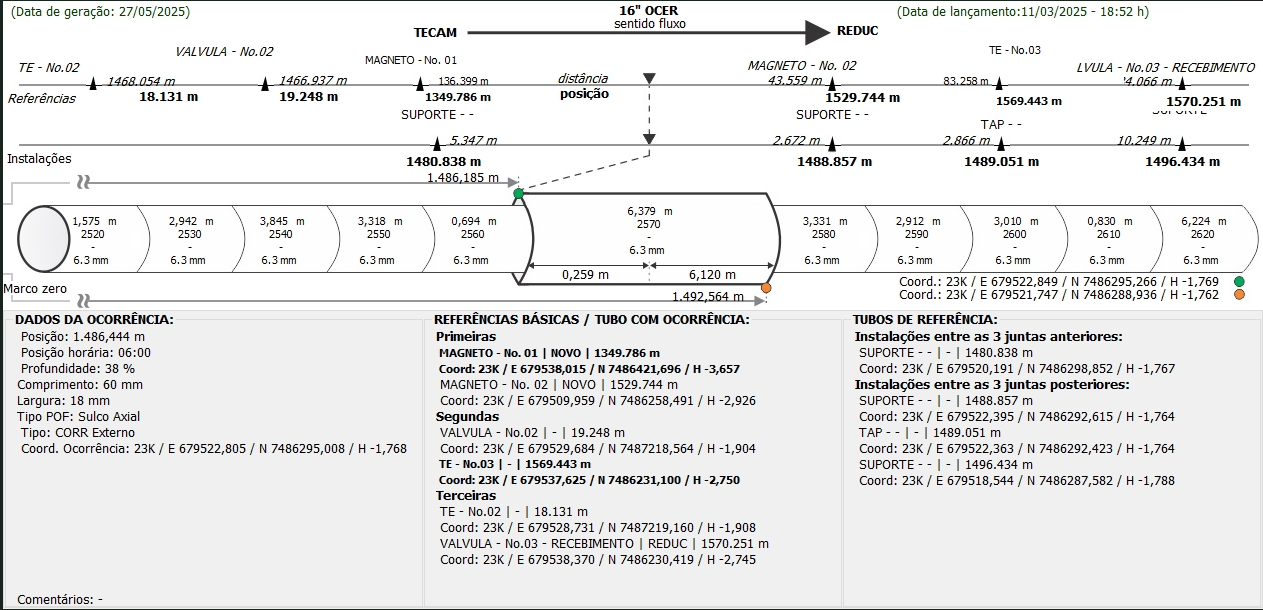 (Data de geração: 27/05/2025)
16" OCER
sentido fluxo
(Data de lançamento:11/03/2025 - 18:52 h)
TECAM
REDUC
TE - No.02
VALVULA - No.02
MAGNETO - No. 01
MAGNETO - No. 02
TE - No.03
LVULA - No.03 - RECEBIMENTO
1468.054 m
1466.937 m
136.399 m
distância
43.559 m
83.258 m
4.066 m
Referências
18.131 m
19.248 m
1349.786 m
posição
1529.744 m
1569.443 m
1570.251 m
SUPORTE - -
SUPORTE - -
TAP - -
SUPORTE
5.347 m
2.672 m
2.866 m
10.249 m
Instalações
1480.838 m
1488.857 m
1489.051 m
1496.434 m
1.486,185 m
1,575 m
2520
-
6.3 mm
2,942 m
2530
-
6.3 mm
3,845 m
2540
-
6.3 mm
3,318 m
2550
-
6.3 mm
0,694 m
2560
-
6.3 mm
6,379 m
2570
-
6.3 mm
0,259 m
6,120 m
3,331 m
2580
-
6.3 mm
2,912 m
2590
-
6.3 mm
3,010 m
2600
-
6.3 mm
0,830 m
2610
-
6.3 mm
6,224 m
2620
-
6.3 mm
Marco zero
1.492,564 m
Coord.: 23K / E 679522,849 / N 7486295,266 / H -1,769
Coord.: 23K / E 679521,747 / N 7486288,936 / H -1,762
DADOS DA OCORRÊNCIA:
Posição: 1.486,444 m
Posição horária: 06:00
Profundidade: 38 %
Comprimento: 60 mm
Largura: 18 mm
Tipo POF: Sulco Axial
Tipo: CORR Externo
Coord. Ocorrência: 23K / E 679522,805 / N 7486295,008 / H -1,768
Comentários: -
REFERÊNCIAS BÁSICAS / TUBO COM OCORRÊNCIA:
Primeiras
MAGNETO - No. 01 | NOVO | 1349.786 m
Coord: 23K / E 679538,015 / N 7486421,696 / H -3,657
MAGNETO - No. 02 | NOVO | 1529.744 m
Coord: 23K / E 679509,959 / N 7486258,491 / H -2,926
Segundas
VALVULA - No.02 | - | 19.248 m
Coord: 23K / E 679529,684 / N 7487218,564 / H -1,904
TE - No.03 | - | 1569.443 m
Coord: 23K / E 679537,625 / N 7486231,100 / H -2,750
Terceiras
TE - No.02 | - | 18.131 m
Coord: 23K / E 679528,731 / N 7487219,160 / H -1,908
VALVULA - No.03 - RECEBIMENTO | REDUC | 1570.251 m
Coord: 23K / E 679538,370 / N 7486230,419 / H -2,745
TUBOS DE REFERÊNCIA:
Instalações entre as 3 juntas anteriores:
SUPORTE - - | - | 1480.838 m
Coord: 23K / E 679520,191 / N 7486298,852 / H -1,767
Instalações entre as 3 juntas posteriores:
SUPORTE - - | - | 1488.857 m
Coord: 23K / E 679522,395 / N 7486292,615 / H -1,764
TAP - - | - | 1489.051 m
Coord: 23K / E 679522,363 / N 7486292,423 / H -1,764
SUPORTE - - | - | 1496.434 m
Coord: 23K / E 679518,544 / N 7486287,582 / H -1,788